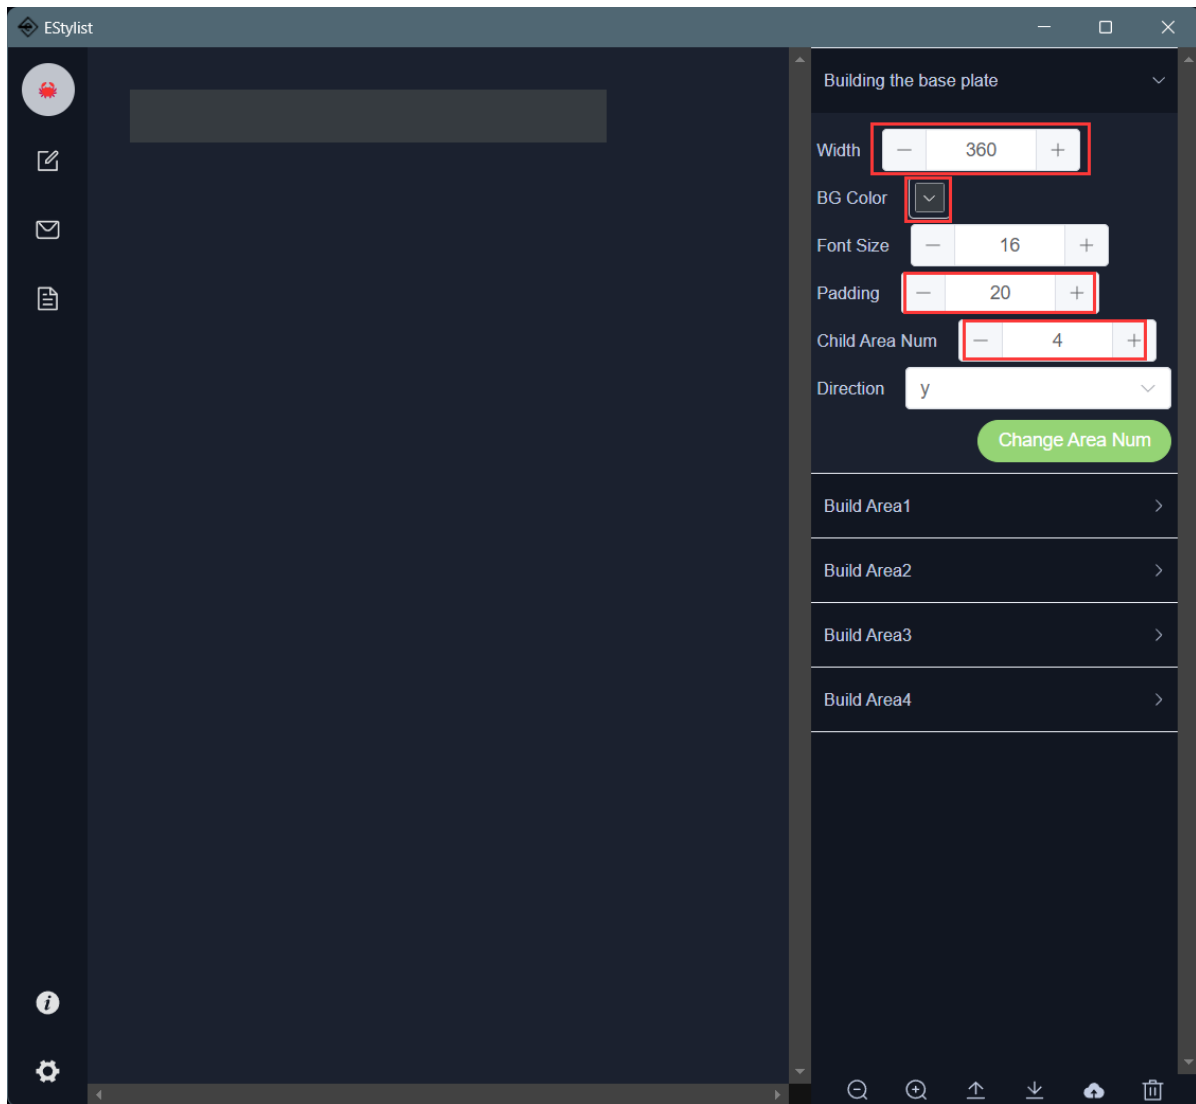 EStylist
Building the base plate
Width 360
BG Color
Font Size 16
Padding 20
Child Area Num 4
Direction y
Change Area Num
Build Area1
Build Area2
Build Area3
Build Area4